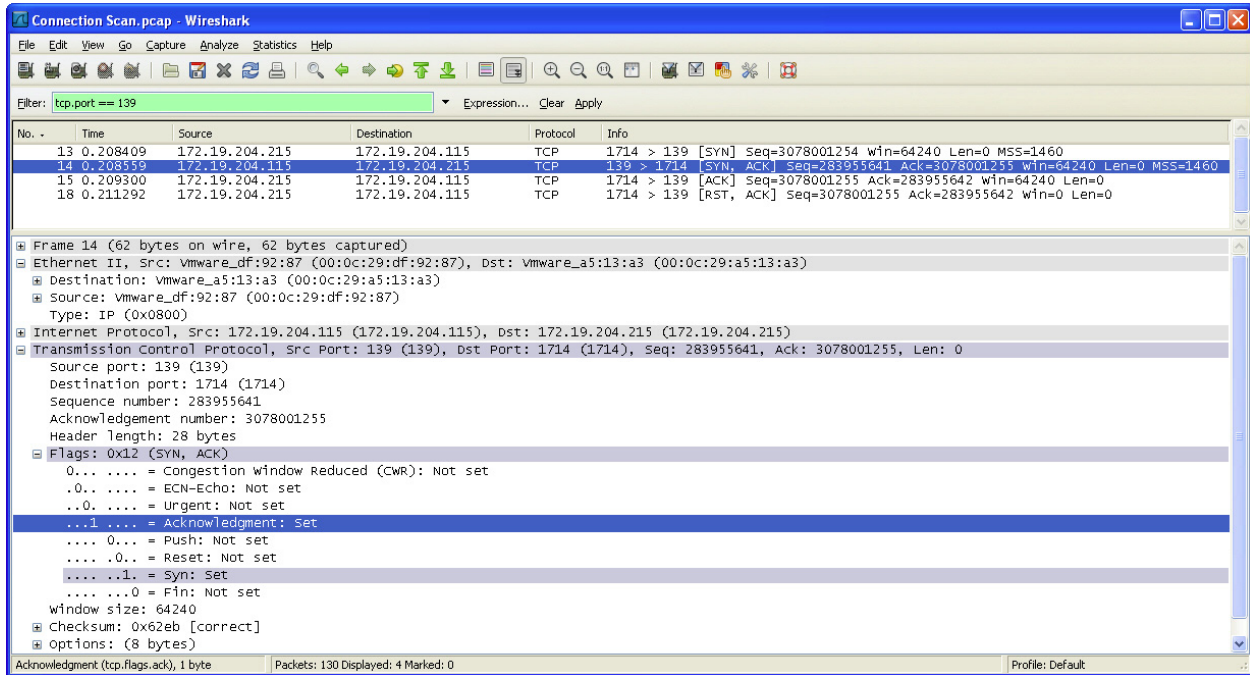 Connection Scan.pcap - Wireshark
File Edit View Go Capture Analyze Statistics Help
Filter: tcp.port == 139 Expression... Clear Apply
No. . Time Source Destination Protocol Info
13 0.208409 172.19.204.215 172.19.204.115 TCP 1714 > 139 [SYN] Seq=3078001254 Win=64240 Len=0 MSS=1460
14 0.208559 172.19.204.115 172.19.204.215 TCP 139 > 1714 [SYN, ACK] Seq=283955641 Ack=3078001255 Win=64240 Len=0 MSS=1460
15 0.209300 172.19.204.215 172.19.204.115 TCP 1714 > 139 [ACK] Seq=3078001255 Ack=283955642 Win=64240 Len=0
18 0.211292 172.19.204.215 172.19.204.115 TCP 1714 > 139 [RST, ACK] Seq=3078001255 Ack=283955642 Win=0 Len=0
Frame 14 (62 bytes on wire, 62 bytes captured)
Ethernet II, Src: Vmware_df:92:87 (00:0c:29:df:92:87), Dst: Vmware_a5:13:a3 (00:0c:29:a5:13:a3)
Destination: Vmware_a5:13:a3 (00:0c:29:a5:13:a3)
Source: Vmware_df:92:87 (00:0c:29:df:92:87)
Type: IP (0x0800)
Internet Protocol, Src: 172.19.204.115 (172.19.204.115), Dst: 172.19.204.215 (172.19.204.215)
Transmission Control Protocol, Src Port: 139 (139), Dst Port: 1714 (1714), Seq: 283955641, Ack: 3078001255, Len: 0
Source port: 139 (139)
Destination port: 1714 (1714)
Sequence number: 283955641
Acknowledgement number: 3078001255
Header length: 28 bytes
Flags: 0x12 (SYN, ACK)
0... .... = Congestion Window Reduced (CWR): Not set
.0.. .... = ECN-Echo: Not set
..0. .... = Urgent: Not set
...1 .... = Acknowledgment: Set
.... 0... = Push: Not set
.... .0.. = Reset: Not set
.... ..1. = Syn: Set
.... ...0 = Fin: Not set
Window size: 64240
Checksum: 0x62eb [correct]
Options: (8 bytes)
Acknowledgment (tcp.flags.ack), 1 byte Packets: 130 Displayed: 4 Marked: 0 Profile: Default